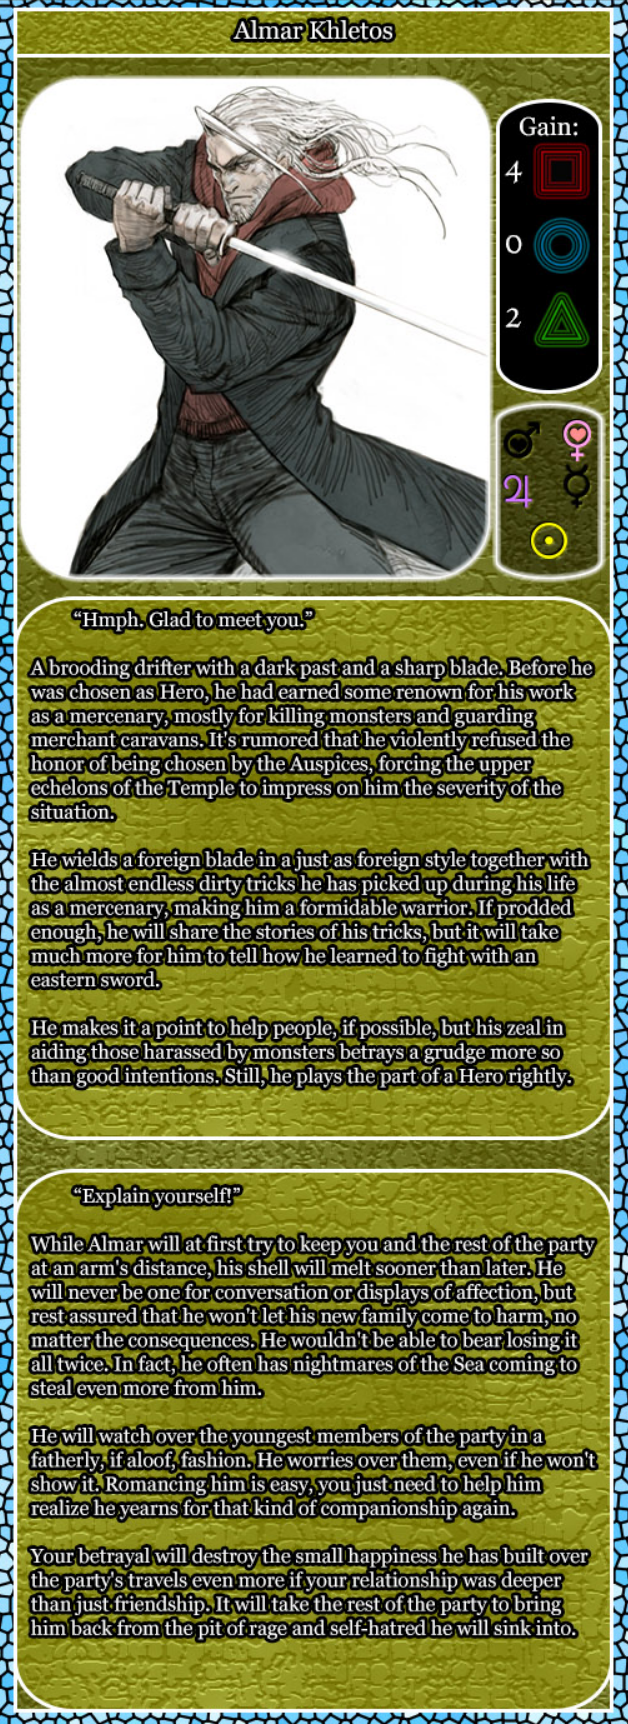 Almar Khletos
Gain:
4
0
2
“Hmph. Glad to meet you.”
A brooding drifter with a dark past and a sharp blade. Before he
was chosen as Hero, he had earned some renown for his work
as a mercenary, mostly for killing monsters and guarding
merchant caravans. It's rumored that he violently refused the
honor of being chosen by the Auspices, forcing the upper
echelons of the Temple to impress on him the severity of the
situation.
He wields a foreign blade in a just as foreign style together with
the almost endless dirty tricks he has picked up during his life
as a mercenary, making him a formidable warrior. If prodded
enough, he will share the stories of his tricks, but it will take
much more for him to tell how he learned to fight with an
eastern sword.
He makes it a point to help people, if possible, but his zeal in
aiding those harassed by monsters betrays a grudge more so
than good intentions. Still, he plays the part of a Hero rightly.
“Explain yourself!”
While Almar will at first try to keep you and the rest of the party
at an arm's distance, his shell will melt sooner than later. He
will never be one for conversation or displays of affection, but
rest assured that he won't let his new family come to harm, no
matter the consequences. He wouldn't be able to bear losing it
all twice. In fact, he often has nightmares of the Sea coming to
steal even more from him.
He will watch over the youngest members of the party in a
fatherly, if aloof, fashion. He worries over them, even if he won't
show it. Romancing him is easy, you just need to help him
realize he yearns for that kind of companionship again.
Your betrayal will destroy the small happiness he has built over
the party's travels even more if your relationship was deeper
than just friendship. It will take the rest of the party to bring
him back from the pit of rage and self-hatred he will sink into.